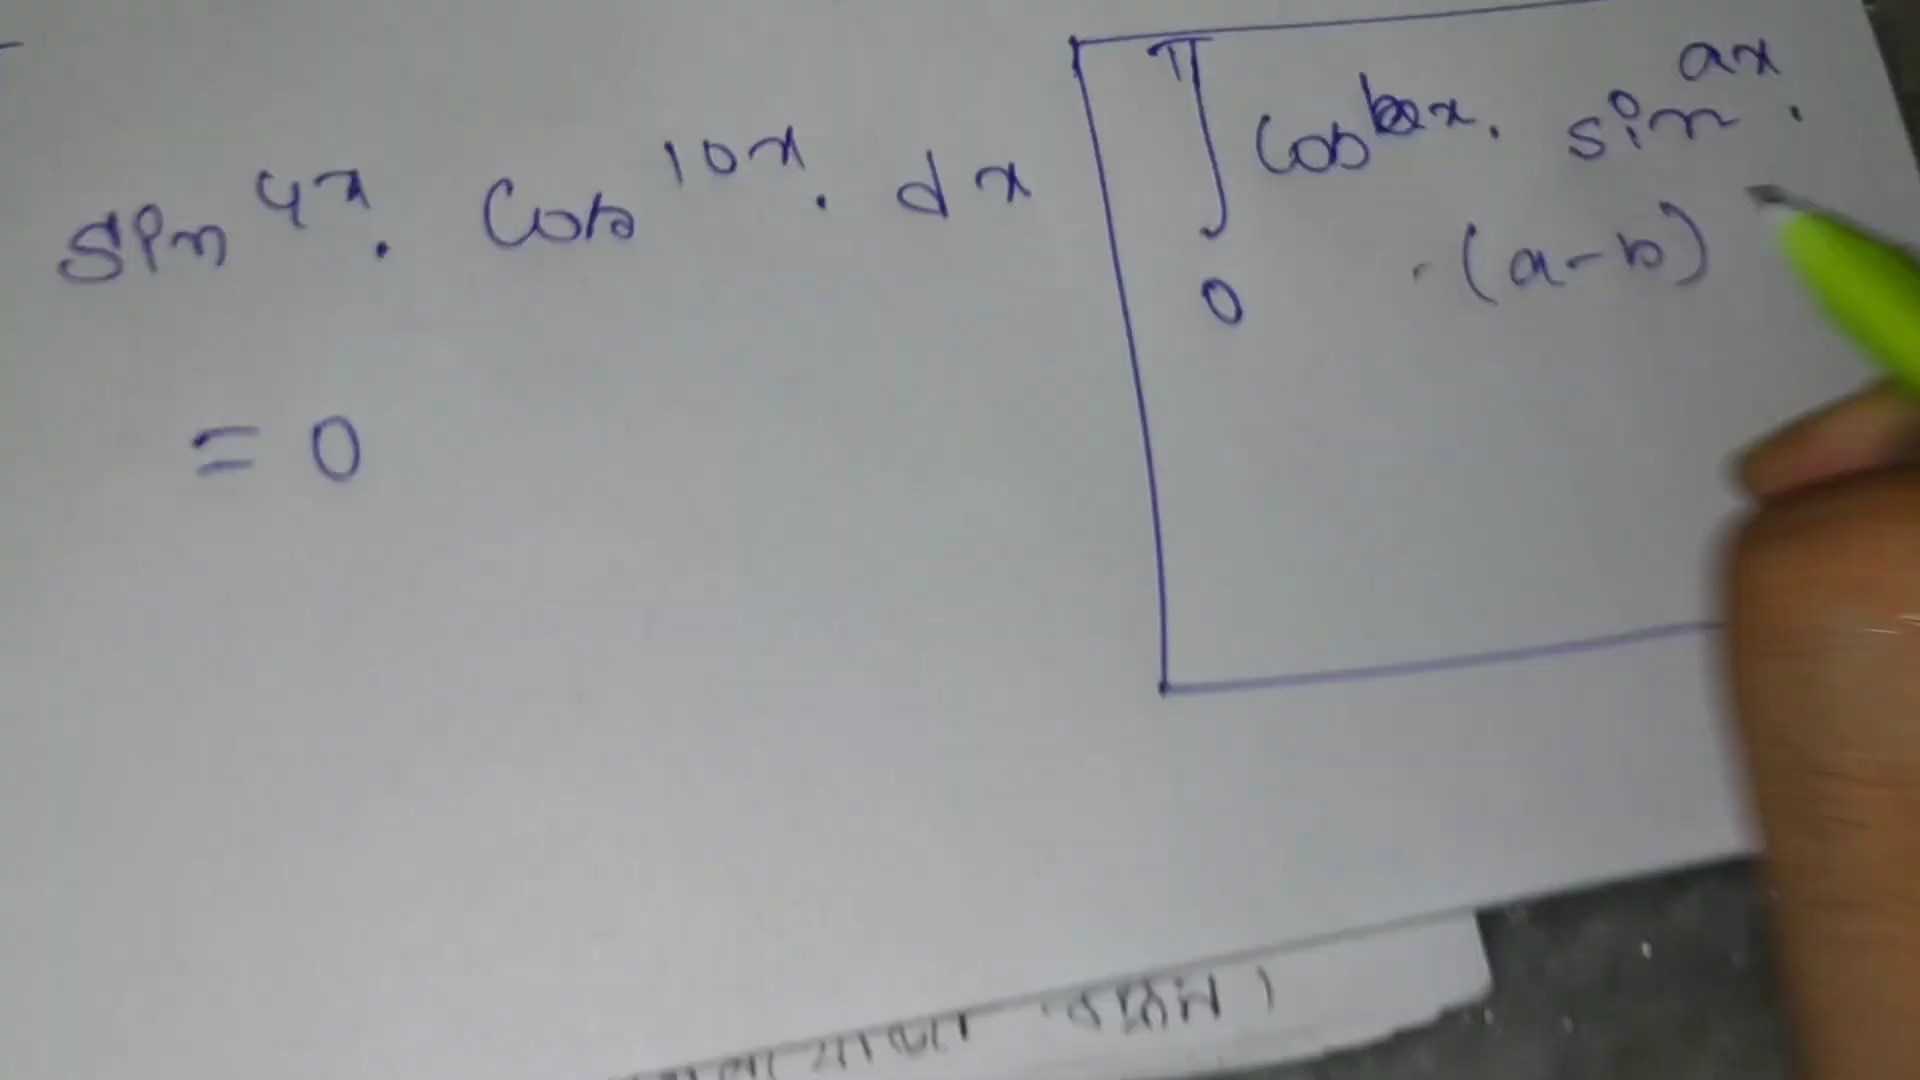 sin 4x. Cos 10x. dx
= 0
π
∫ Cos bx. sin ax.
0
. (a-b)